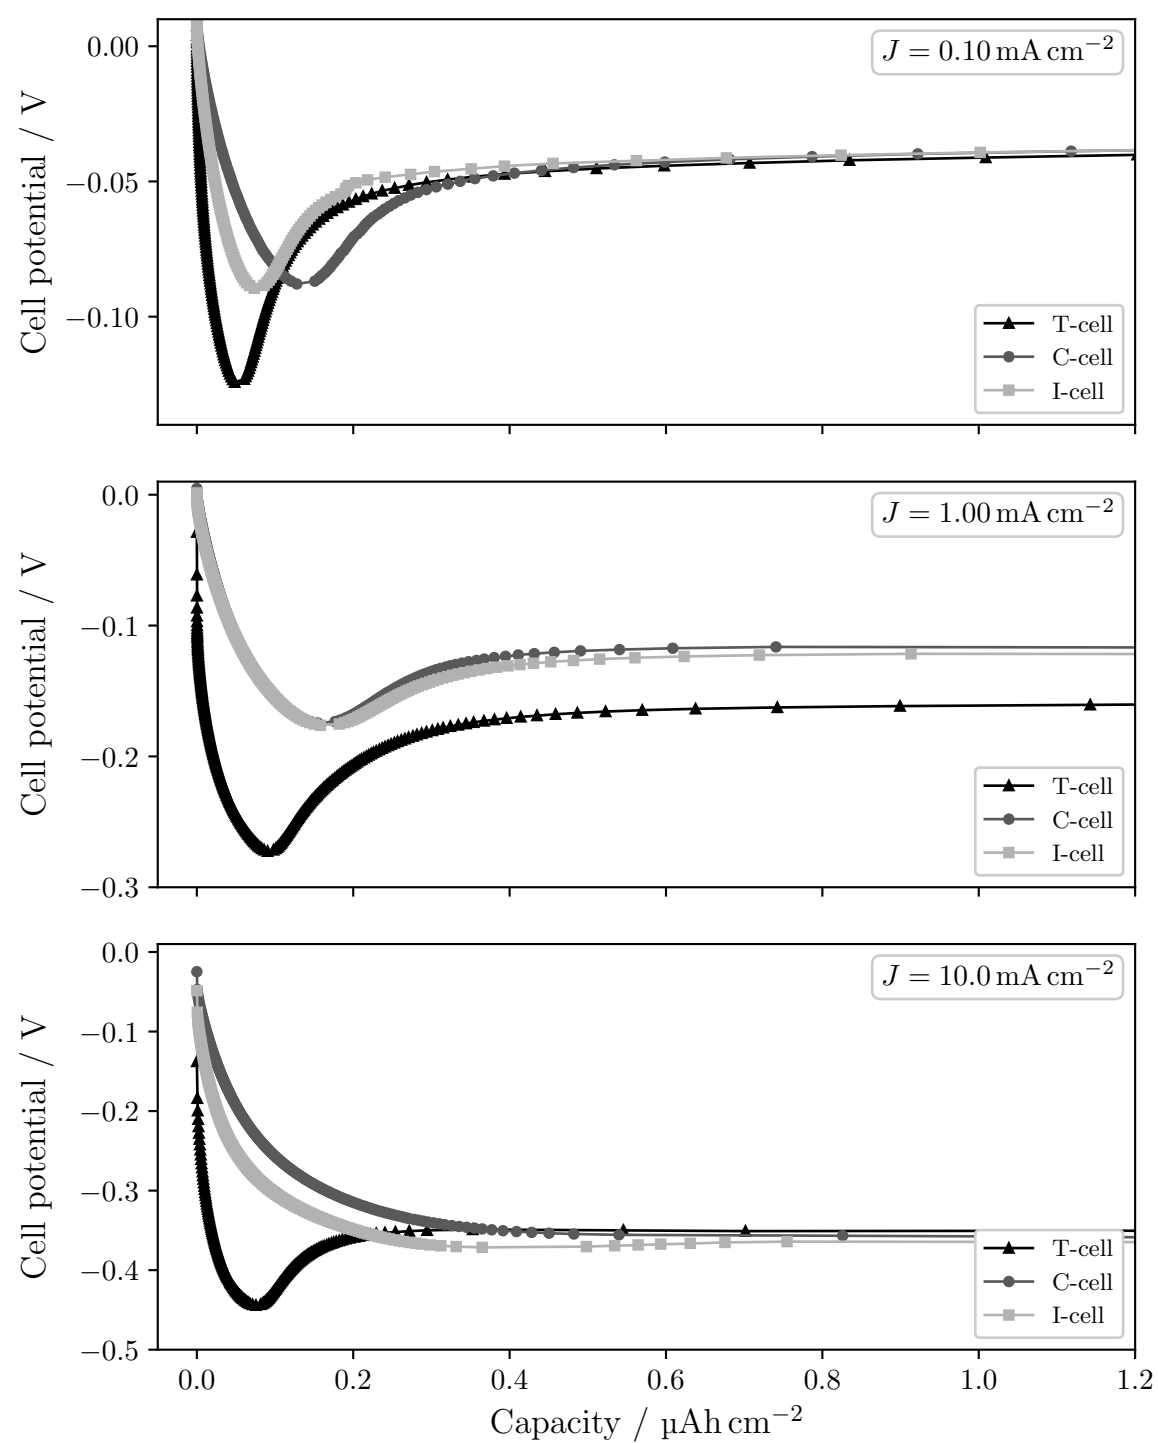 Cell potential / V
0.00
−0.05
−0.10
J = 0.10 mA cm−2
T-cell
C-cell
I-cell
Cell potential / V
0.0
−0.1
−0.2
−0.3
J = 1.00 mA cm−2
T-cell
C-cell
I-cell
Cell potential / V
0.0
−0.1
−0.2
−0.3
−0.4
−0.5
J = 10.0 mA cm−2
T-cell
C-cell
I-cell
0.0 0.2 0.4 0.6 0.8 1.0 1.2
Capacity / µAh cm−2